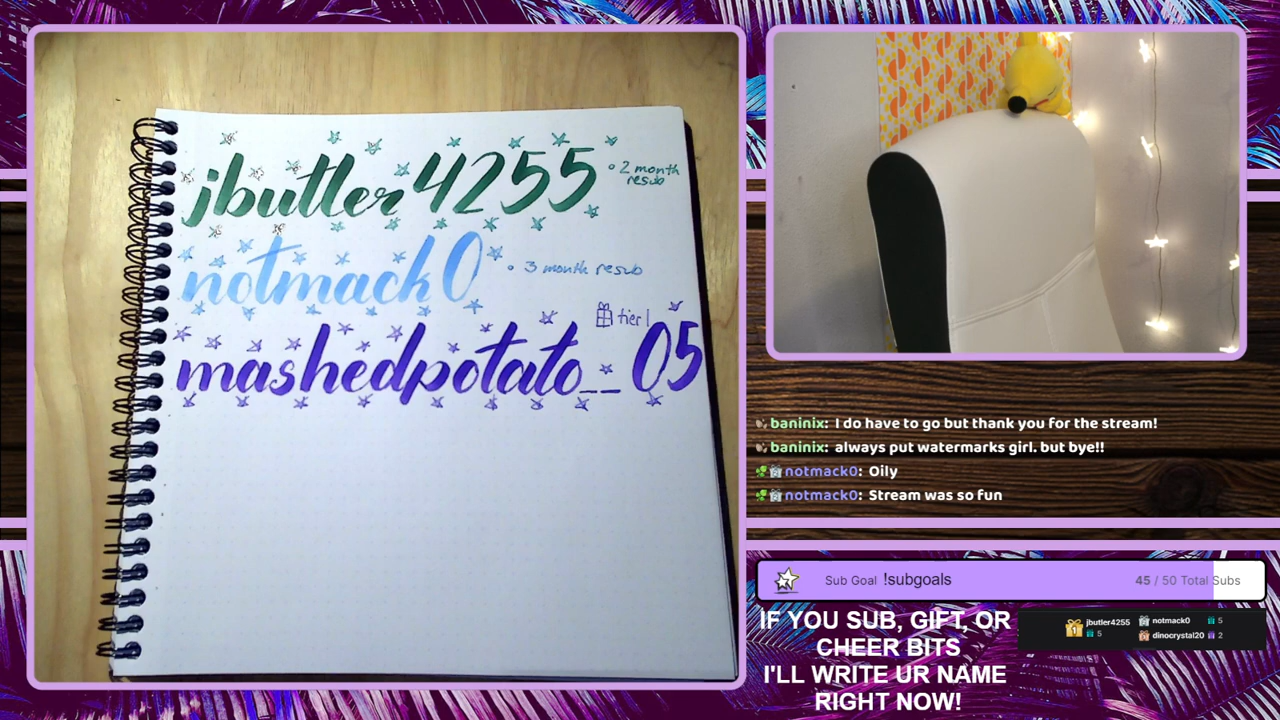 jbutler4255
• 2 month
resub
notmack0
• 3 month resub
tier 1
mashedpotato__05
baninix: I do have to go but thank you for the stream!
baninix: always put watermarks girl. but bye!!
notmack0: Oily
notmack0: Stream was so fun
Sub Goal !subgoals 45 / 50 Total Subs
IF YOU SUB, GIFT, OR
CHEER BITS
I'LL WRITE UR NAME
RIGHT NOW!
1 jbutler4255
5
notmack0 5
dinocrystal20 2